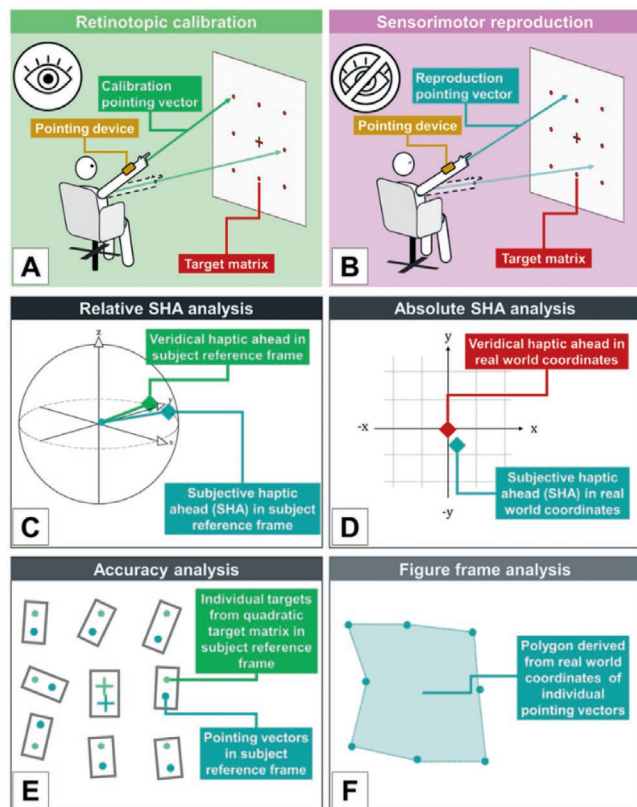 Retinotopic calibration
Calibration
pointing vector
Pointing device
Target matrix
A
Sensorimotor reproduction
Reproduction
pointing vector
Pointing device
Target matrix
B
Relative SHA analysis
z
Veridical haptic ahead in
subject reference frame
y
x
Subjective haptic
ahead (SHA) in subject
reference frame
C
Absolute SHA analysis
y
Veridical haptic ahead in
real world coordinates
-x
x
Subjective haptic
ahead (SHA) in real
world coordinates
-y
D
Accuracy analysis
Individual targets
from quadratic
target matrix in
subject reference
frame
Pointing vectors
in subject
reference frame
E
Figure frame analysis
Polygon derived
from real world
coordinates of
individual
pointing vectors
F